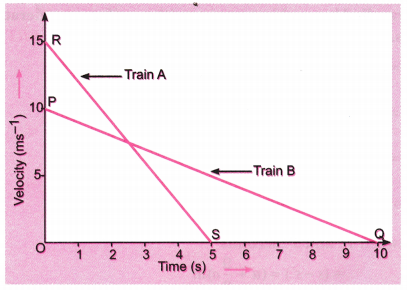 15
R
Train A
10
P
Velocity (ms⁻¹)
5
Train B
S
Q
O
1 2 3 4 5 6 7 8 9 10
Time (s)